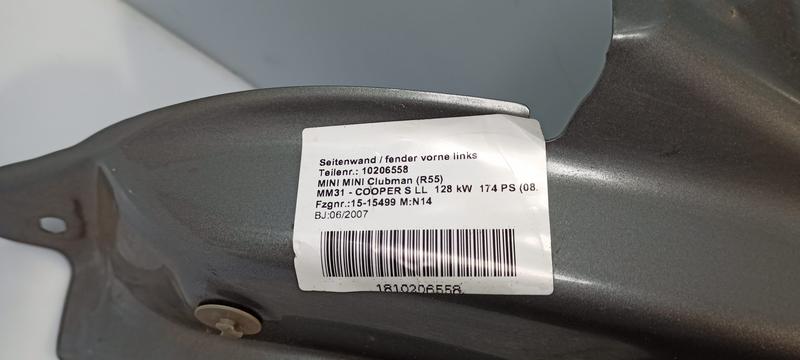 Seitenwand / fender vorne links
Teilenr.: 10206558
MINI MINI Clubman (R55)
MM31 - COOPER S LL 128 kW 174 PS (08.
Fzgnr.:15-15499 M:N14
BJ:06/2007
1810206558